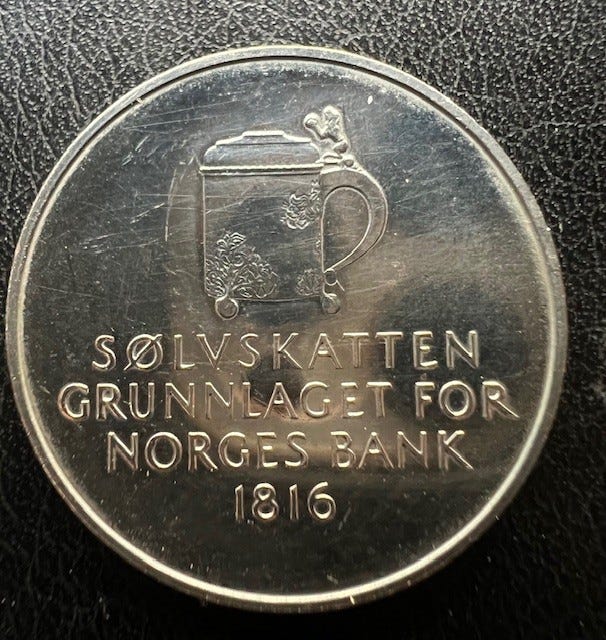 SØLVSKATTEN
GRUNNLAGET FOR
NORGES BANK
1816